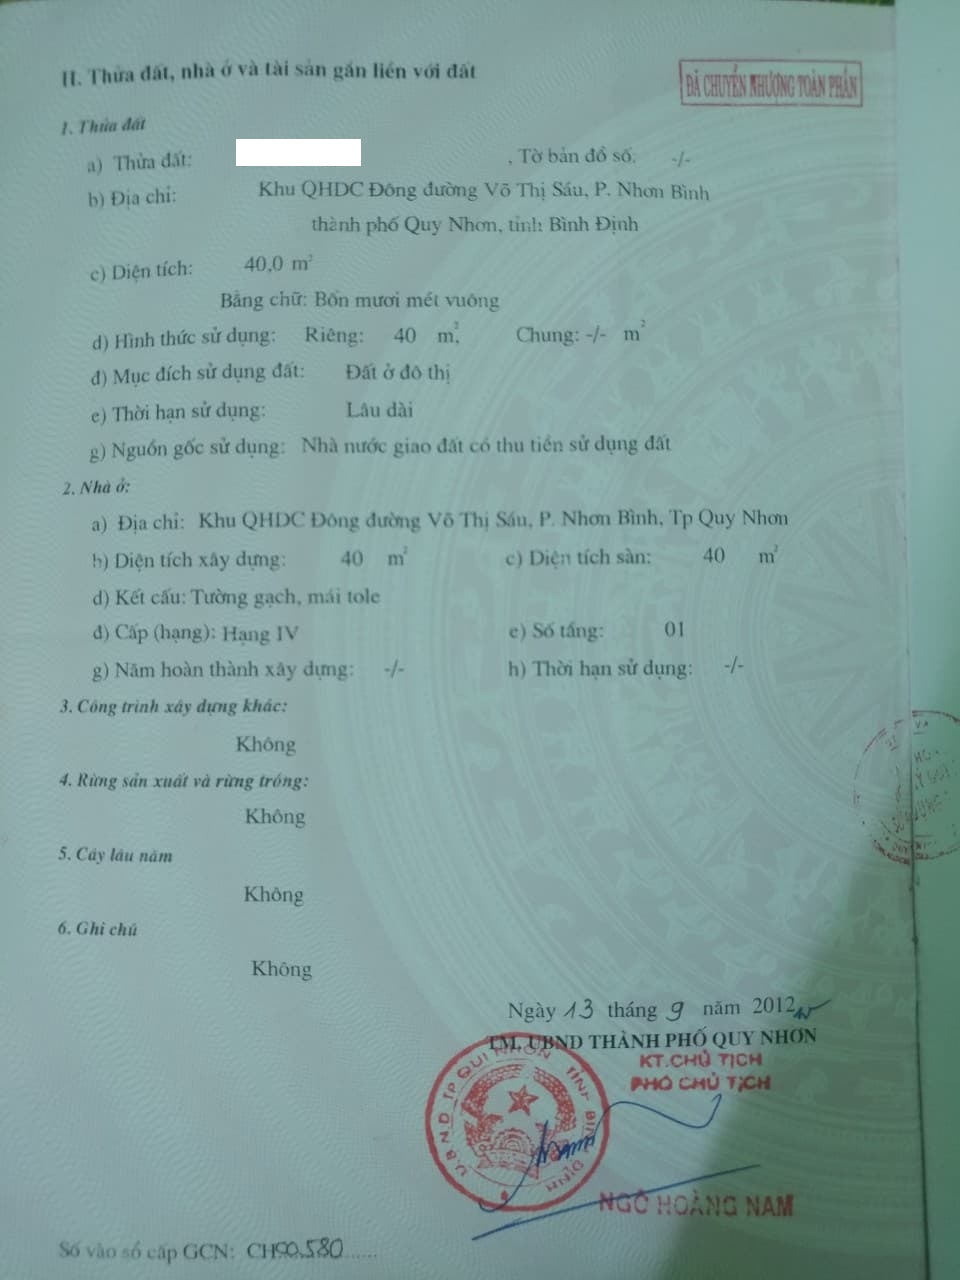 II. Thửa đất, nhà ở và tài sản gắn liền với đất
ĐÃ CHUYỂN NHƯỢNG TOÀN PHẦN
1. Thửa đất
a) Thửa đất: , Tờ bản đồ số: -/-
b) Địa chỉ: Khu QHDC Đông đường Võ Thị Sáu, P. Nhơn Bình
thành phố Quy Nhơn, tỉnh Bình Định
c) Diện tích: 40,0 m²
Bằng chữ: Bốn mươi mét vuông
d) Hình thức sử dụng: Riêng: 40 m², Chung: -/- m²
đ) Mục đích sử dụng đất: Đất ở đô thị
e) Thời hạn sử dụng: Lâu dài
g) Nguồn gốc sử dụng: Nhà nước giao đất có thu tiền sử dụng đất
2. Nhà ở:
a) Địa chỉ: Khu QHDC Đông đường Võ Thị Sáu, P. Nhơn Bình, Tp Quy Nhơn
b) Diện tích xây dựng: 40 m² c) Diện tích sàn: 40 m²
d) Kết cấu: Tường gạch, mái tole
đ) Cấp (hạng): Hạng IV e) Số tầng: 01
g) Năm hoàn thành xây dựng: -/- h) Thời hạn sử dụng: -/-
3. Công trình xây dựng khác:
Không
4. Rừng sản xuất và rừng trồng:
Không
5. Cây lâu năm
Không
6. Ghi chú
Không
Ngày 13 tháng 9 năm 2012
TM. UBND THÀNH PHỐ QUY NHƠN
KT.CHỦ TỊCH
PHÓ CHỦ TỊCH
U.B.N.D TP QUI NHƠN TỈNH BÌNH ĐỊNH
NGÔ HOÀNG NAM
Số vào sổ cấp GCN: CH00.580......